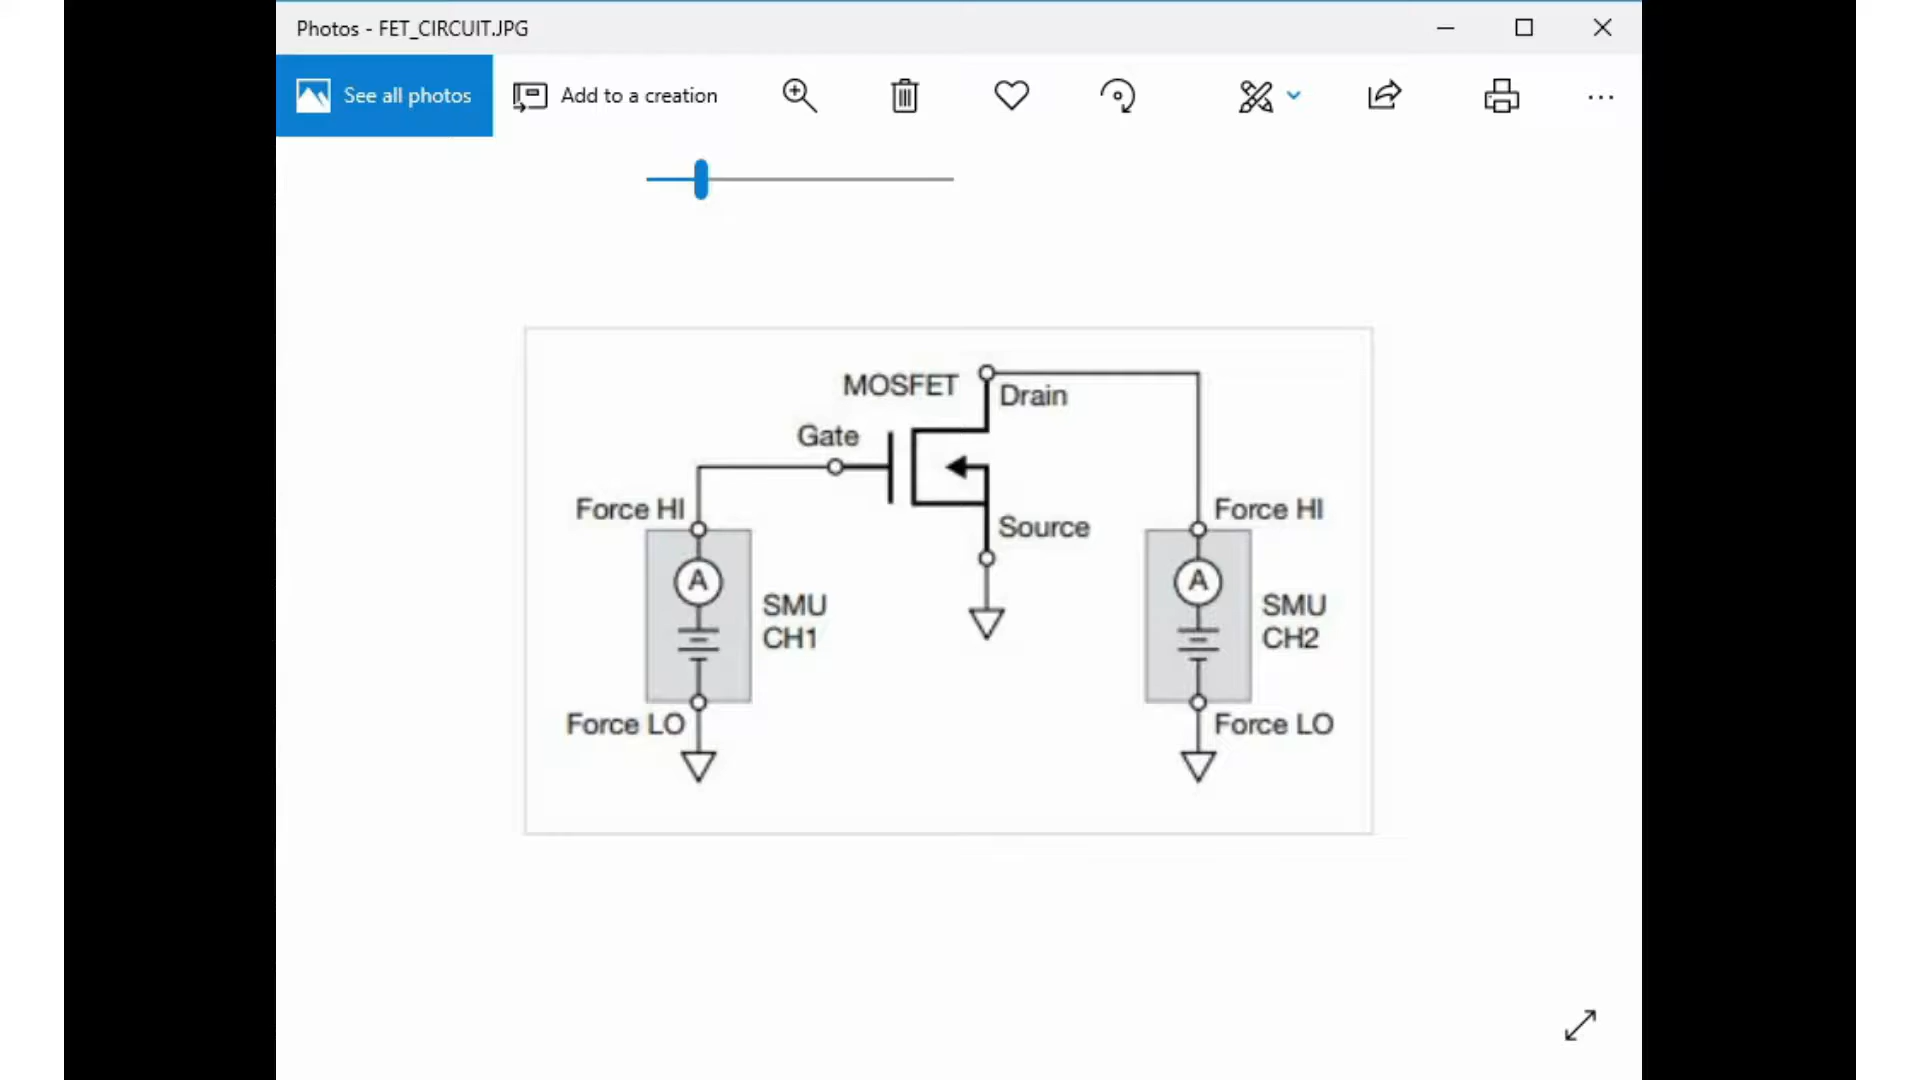 Photos - FET_CIRCUIT.JPG
See all photos
Add to a creation
MOSFET
Drain
Gate
Force HI
Source
Force HI
A
SMU
CH1
A
SMU
CH2
Force LO
Force LO